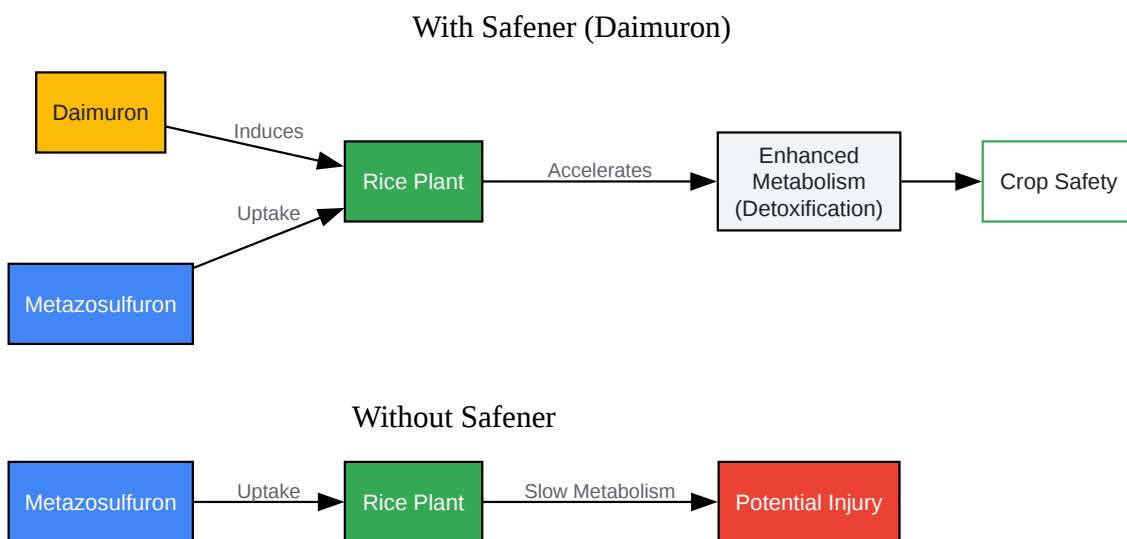 With Safener (Daimuron)
Daimuron
Induces
Rice Plant
Accelerates
Enhanced
Metabolism
(Detoxification)
Crop Safety
Uptake
Metazosulfuron
Without Safener
Metazosulfuron
Uptake
Rice Plant
Slow Metabolism
Potential Injury